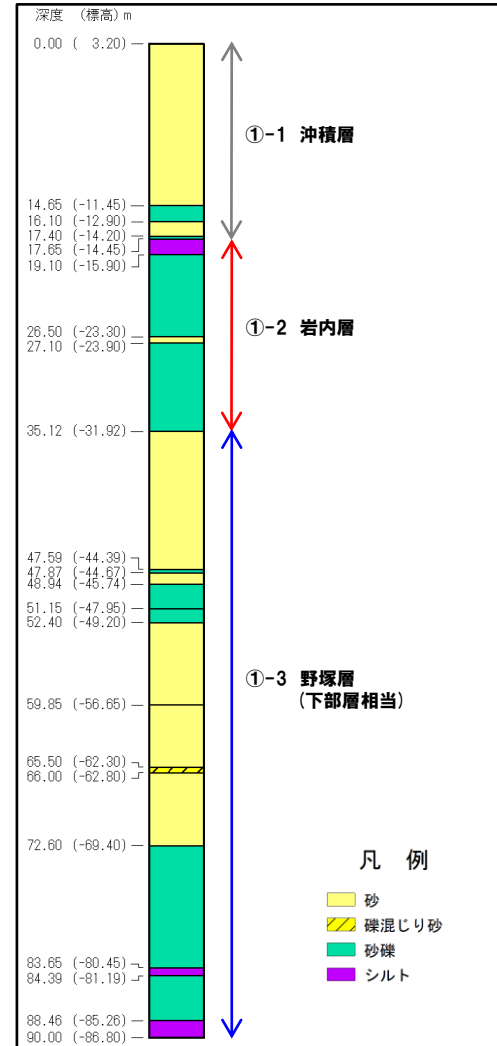 深度 (標高) m
0.00 ( 3.20)
①-1 沖積層
14.65 (-11.45)
16.10 (-12.90)
17.40 (-14.20)
17.65 (-14.45)
19.10 (-15.90)
①-2 岩内層
26.50 (-23.30)
27.10 (-23.90)
35.12 (-31.92)
47.59 (-44.39)
47.87 (-44.67)
48.94 (-45.74)
51.15 (-47.95)
52.40 (-49.20)
①-3 野塚層
(下部層相当)
59.85 (-56.65)
65.50 (-62.30)
66.00 (-62.80)
72.60 (-69.40)
83.65 (-80.45)
84.39 (-81.19)
88.46 (-85.26)
90.00 (-86.80)
凡 例
砂
礫混じり砂
砂礫
シルト